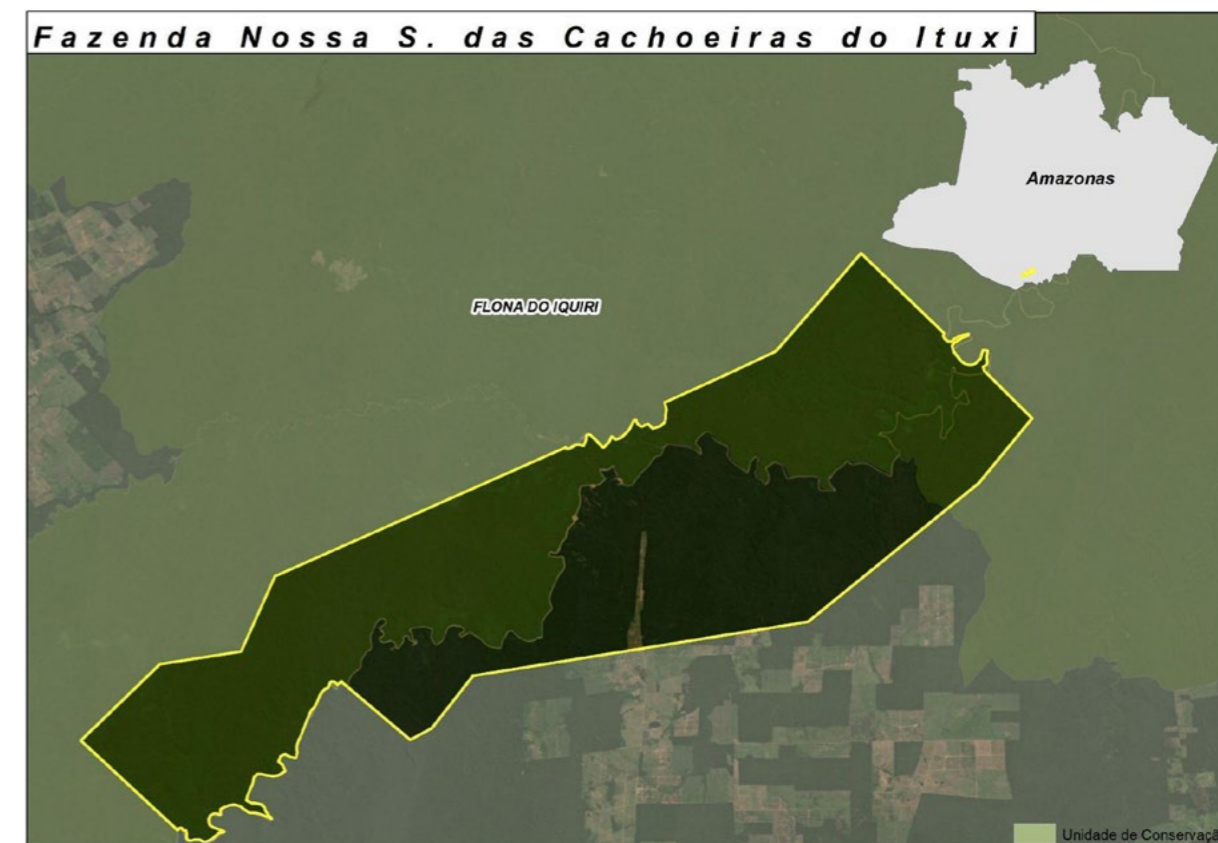 Fazenda Nossa S. das Cachoeiras do Ituxi
Amazonas
FLONA DO IQUIRI
Unidade de Conservaçã